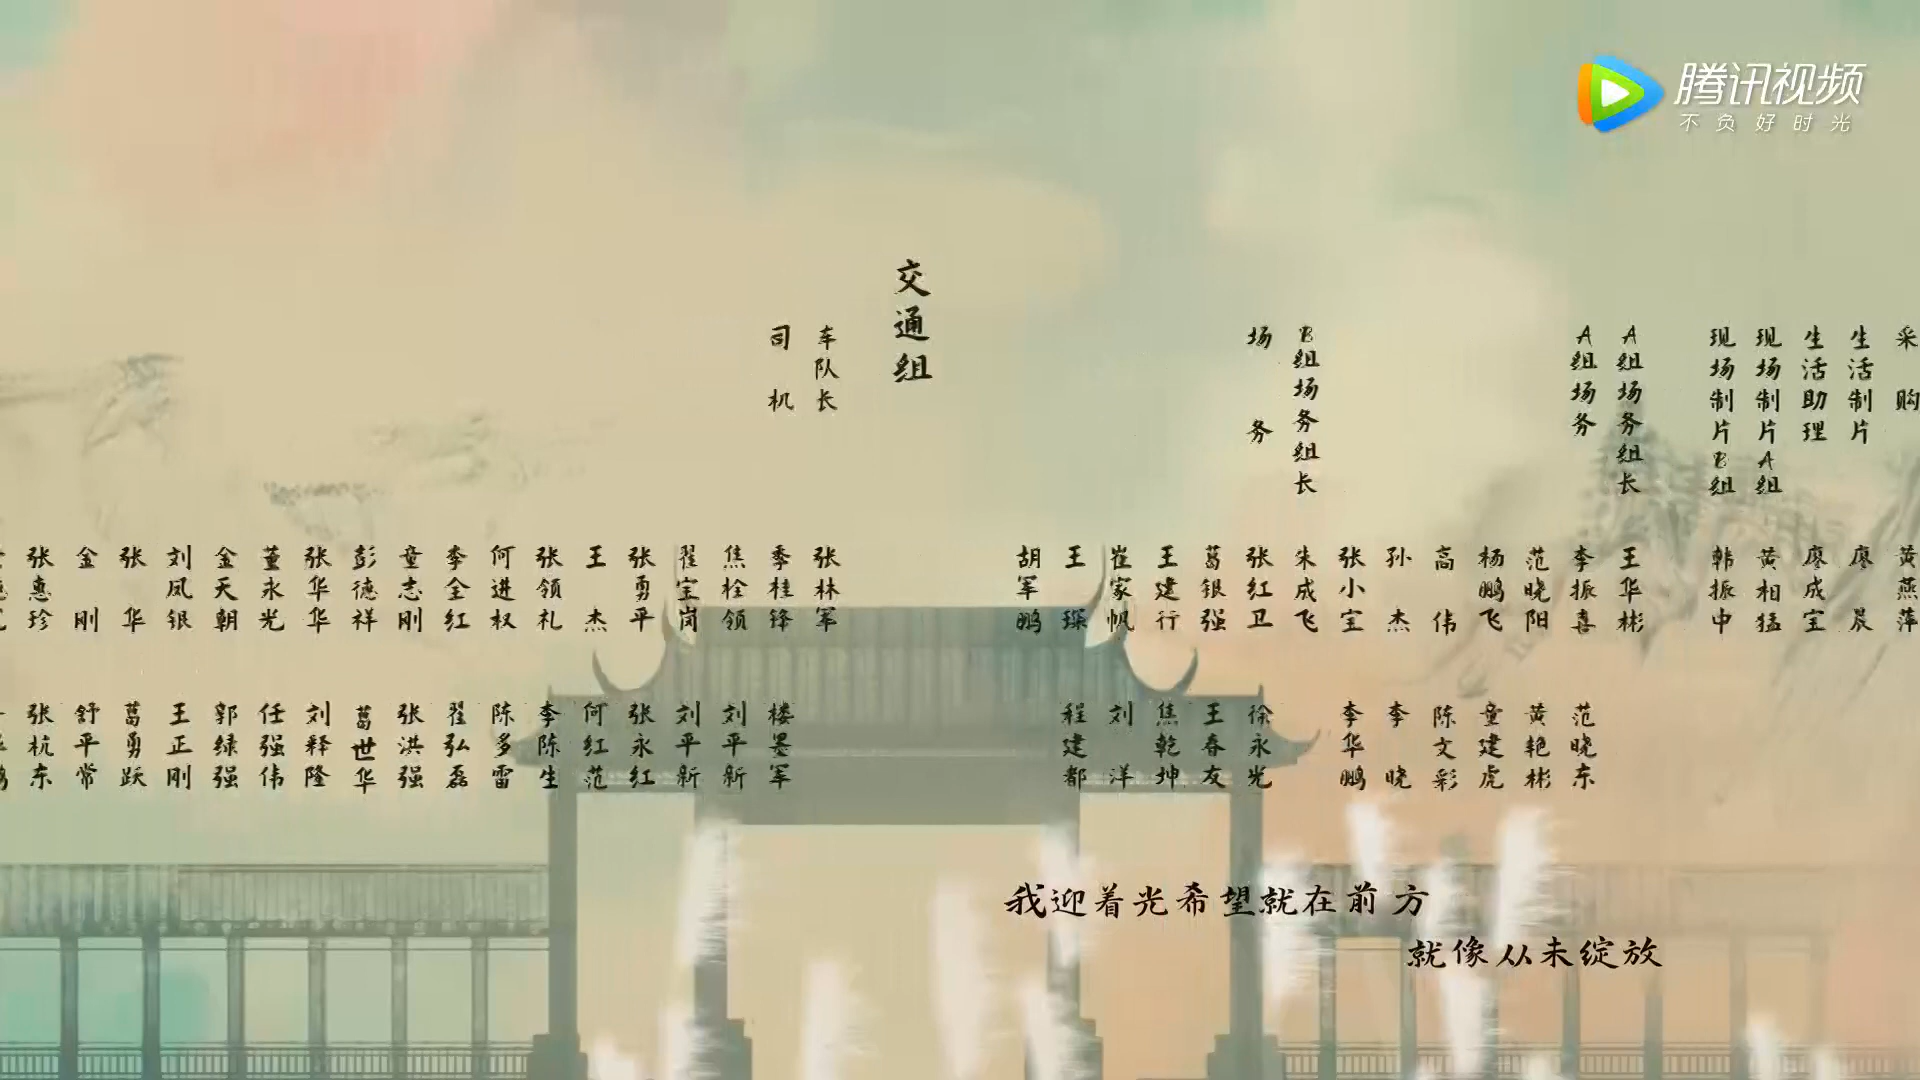 腾讯视频
不负好时光
采购
生活制片
生活助理
现场制片A组
现场制片B组
A组场务组长
A组场务
B组场务组长
场务
交通组
车队长
司机
黄燕萍
廖晨
廖成宝
黄相猛
韩振中
王华彬
李振喜
范晓阳
杨鹏飞
高伟
孙杰
张小宝
朱成飞
张红卫
葛银强
王建行
崔家帆
王琛
胡军鹏
范晓东
黄艳彬
童建虎
陈文彩
李晓
李华鹏
徐永光
王春友
焦乾坤
刘洋
程建都
张林军
季桂锋
焦栓领
翟宝岗
张勇平
王杰
张领礼
何进权
李全红
童志刚
彭德祥
张华华
董永光
金天朝
刘凤银
张华
金刚
张惠珍
楼晏军
刘平新
刘平新
张永红
何红范
李陈生
陈多雷
翟弘磊
张洪强
葛世华
刘释隆
任强伟
郭绿强
王正刚
葛勇跃
舒平常
张杭东
我迎着光希望就在前方
就像从未绽放